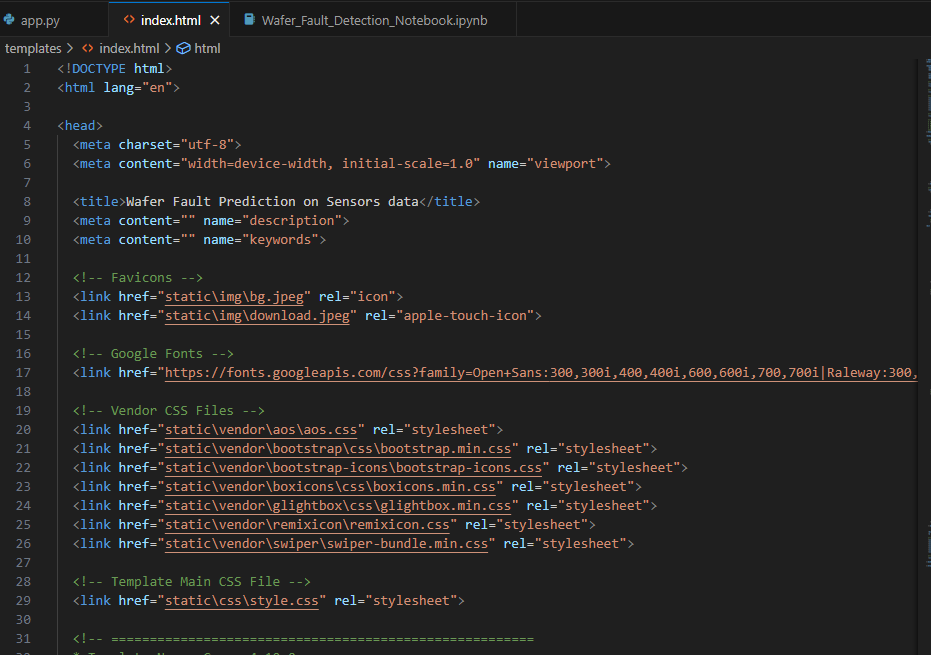 app.py
index.html
Wafer_Fault_Detection_Notebook.ipynb
templates > index.html > html
1 <!DOCTYPE html>
2 <html lang="en">
3
4 <head>
5 <meta charset="utf-8">
6 <meta content="width=device-width, initial-scale=1.0" name="viewport">
7
8 <title>Wafer Fault Prediction on Sensors data</title>
9 <meta content="" name="description">
10 <meta content="" name="keywords">
11
12 <!-- Favicons -->
13 <link href="static\img\bg.jpeg" rel="icon">
14 <link href="static\img\download.jpeg" rel="apple-touch-icon">
15
16 <!-- Google Fonts -->
17 <link href="https://fonts.googleapis.com/css?family=Open+Sans:300,300i,400,400i,600,600i,700,700i|Raleway:300,
18
19 <!-- Vendor CSS Files -->
20 <link href="static\vendor\aos\aos.css" rel="stylesheet">
21 <link href="static\vendor\bootstrap\css\bootstrap.min.css" rel="stylesheet">
22 <link href="static\vendor\bootstrap-icons\bootstrap-icons.css" rel="stylesheet">
23 <link href="static\vendor\boxicons\css\boxicons.min.css" rel="stylesheet">
24 <link href="static\vendor\glightbox\css\glightbox.min.css" rel="stylesheet">
25 <link href="static\vendor\remixicon\remixicon.css" rel="stylesheet">
26 <link href="static\vendor\swiper\swiper-bundle.min.css" rel="stylesheet">
27
28 <!-- Template Main CSS File -->
29 <link href="static\css\style.css" rel="stylesheet">
30
31 <!-- =======================================================